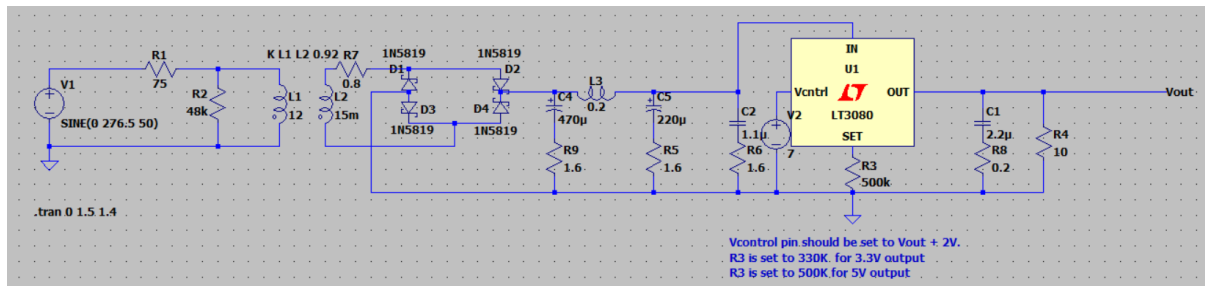 R1
75
V1
SINE(0 276.5 50)
R2
48k
K L1 L2 0.92
L1
12
L2
15m
R7
0.8
1N5819
D1
1N5819
D2
D3
1N5819
D4
1N5819
C4
470µ
R9
1.6
L3
0.2
C5
220µ
R5
1.6
C2
1.1µ
R6
1.6
V2
7
IN
U1
Vcntrl
OUT
LT3080
SET
R3
500k
C1
2.2µ
R8
0.2
R4
10
Vout
.tran 0 1.5 1.4
Vcontrol pin should be set to Vout + 2V.
R3 is set to 330K for 3.3V output
R3 is set to 500K for 5V output